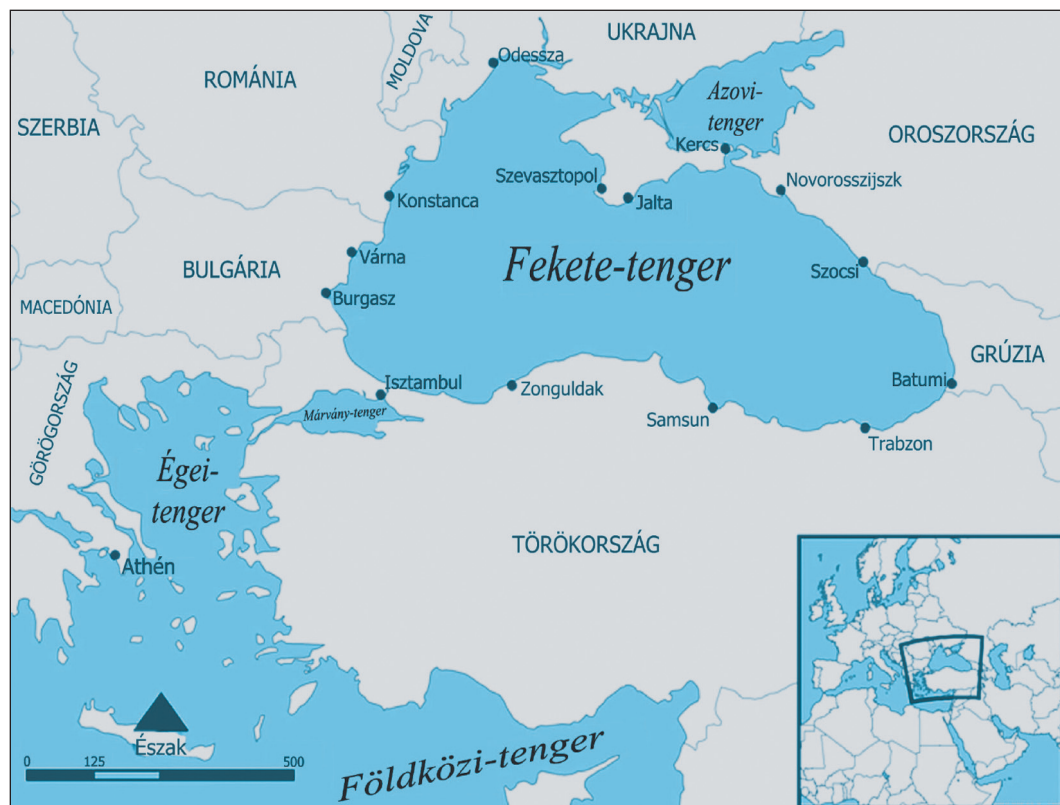 UKRAJNA
MOLDOVA
Odessza
ROMÁNIA
Azovi-
tenger
SZERBIA
OROSZORSZÁG
Kercs
Szevasztopol
Novorosszijszk
Konstanca
Jalta
Várna
Fekete-tenger
BULGÁRIA
Szocsi
Burgasz
MACEDÓNIA
GRÚZIA
Isztambul
Zonguldak
Batumi
Márvány-tenger
Samsun
GÖRÖGORSZÁG
Trabzon
Égei-
tenger
TÖRÖKORSZÁG
Athén
Észak
0 125 500
Földközi-tenger